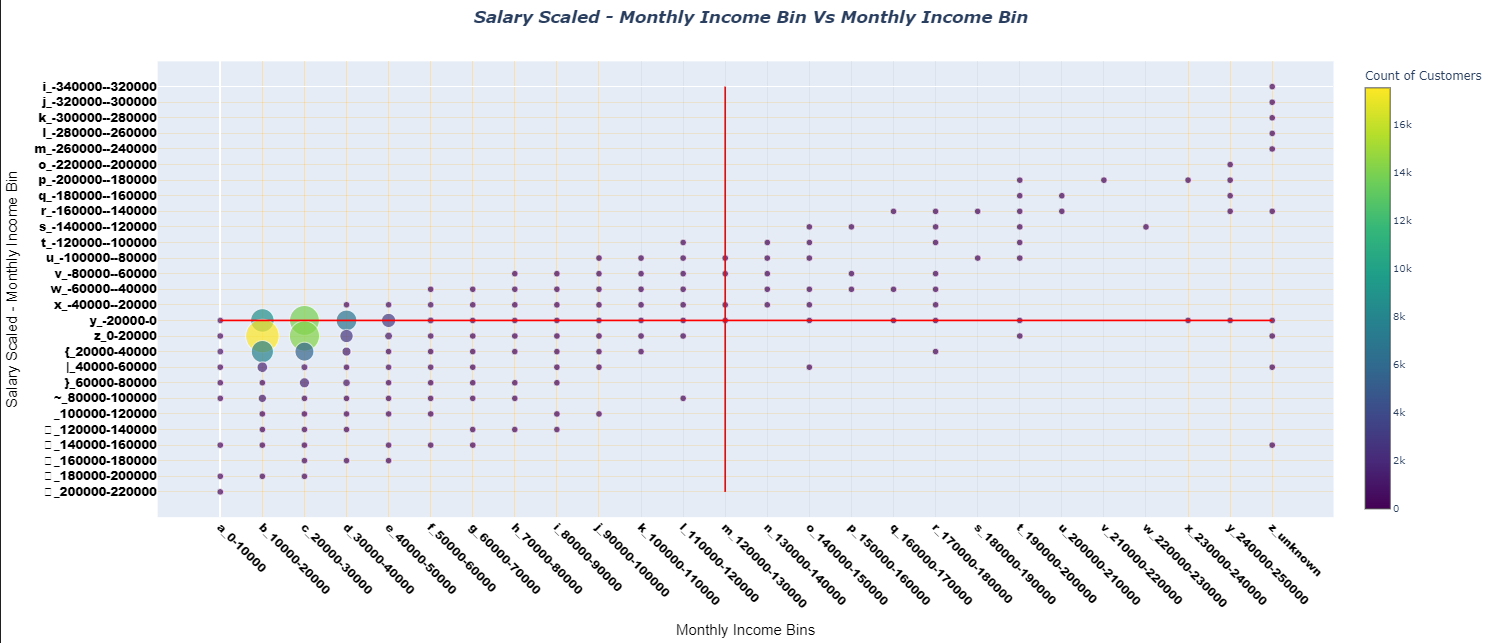 Salary Scaled - Monthly Income Bin Vs Monthly Income Bin
Count of Customers
16k
14k
12k
10k
8k
6k
4k
2k
0
Salary Scaled - Monthly Income Bin
i_-340000--320000
j_-320000--300000
k_-300000--280000
l_-280000--260000
m_-260000--240000
o_-220000--200000
p_-200000--180000
q_-180000--160000
r_-160000--140000
s_-140000--120000
t_-120000--100000
u_-100000--80000
v_-80000--60000
w_-60000--40000
x_-40000--20000
y_-20000-0
z_0-20000
{_20000-40000
|_40000-60000
}_60000-80000
~_80000-100000
_100000-120000
_120000-140000
_140000-160000
_160000-180000
_180000-200000
_200000-220000
a_0-10000
b_10000-20000
c_20000-30000
d_30000-40000
e_40000-50000
f_50000-60000
g_60000-70000
h_70000-80000
i_80000-90000
j_90000-100000
k_100000-110000
l_110000-120000
m_120000-130000
n_130000-140000
o_140000-150000
p_150000-160000
q_160000-170000
r_170000-180000
s_180000-190000
t_190000-200000
u_200000-210000
v_210000-220000
w_220000-230000
x_230000-240000
y_240000-250000
z_unknown
Monthly Income Bins